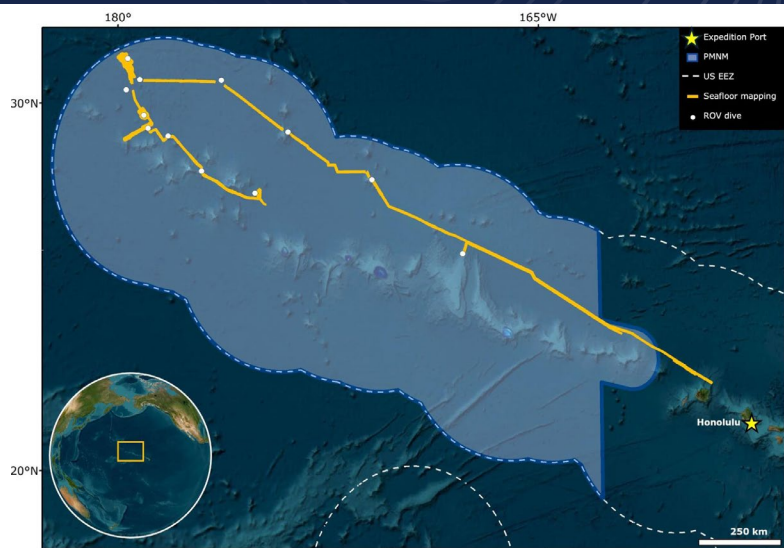 180°
165°W
Expedition Port
PMNM
US EEZ
Seafloor mapping
ROV dive
30°N
20°N
Honolulu
250 km